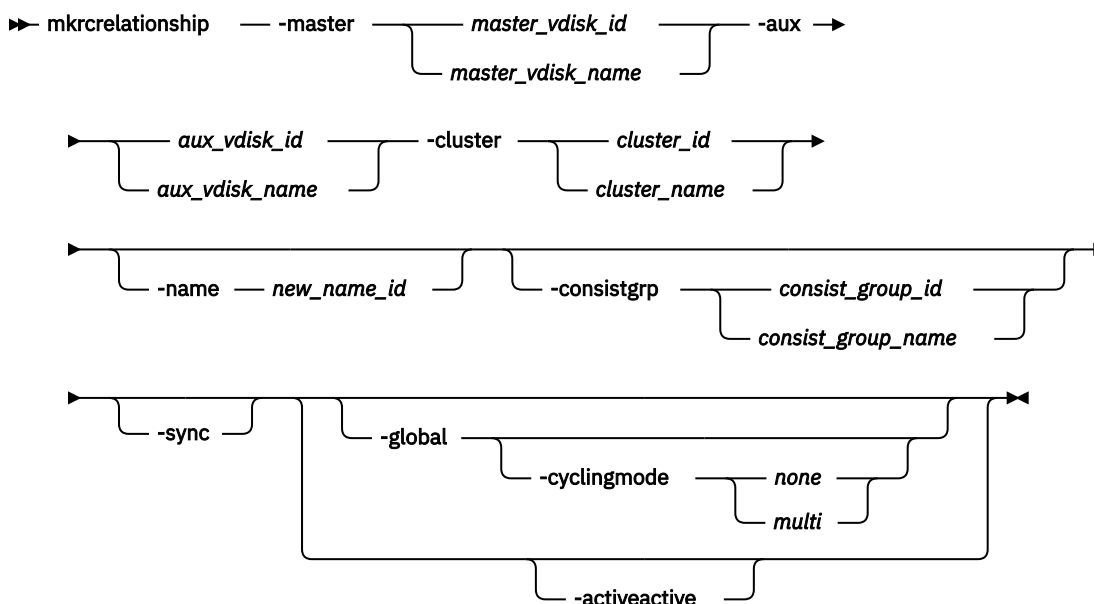 mkrcrelationship -master master_vdisk_id -aux
master_vdisk_name
aux_vdisk_id -cluster cluster_id
aux_vdisk_name cluster_name
-name new_name_id -consistgrp consist_group_id
consist_group_name
-sync -global
-cyclingmode none
multi
-activeactive